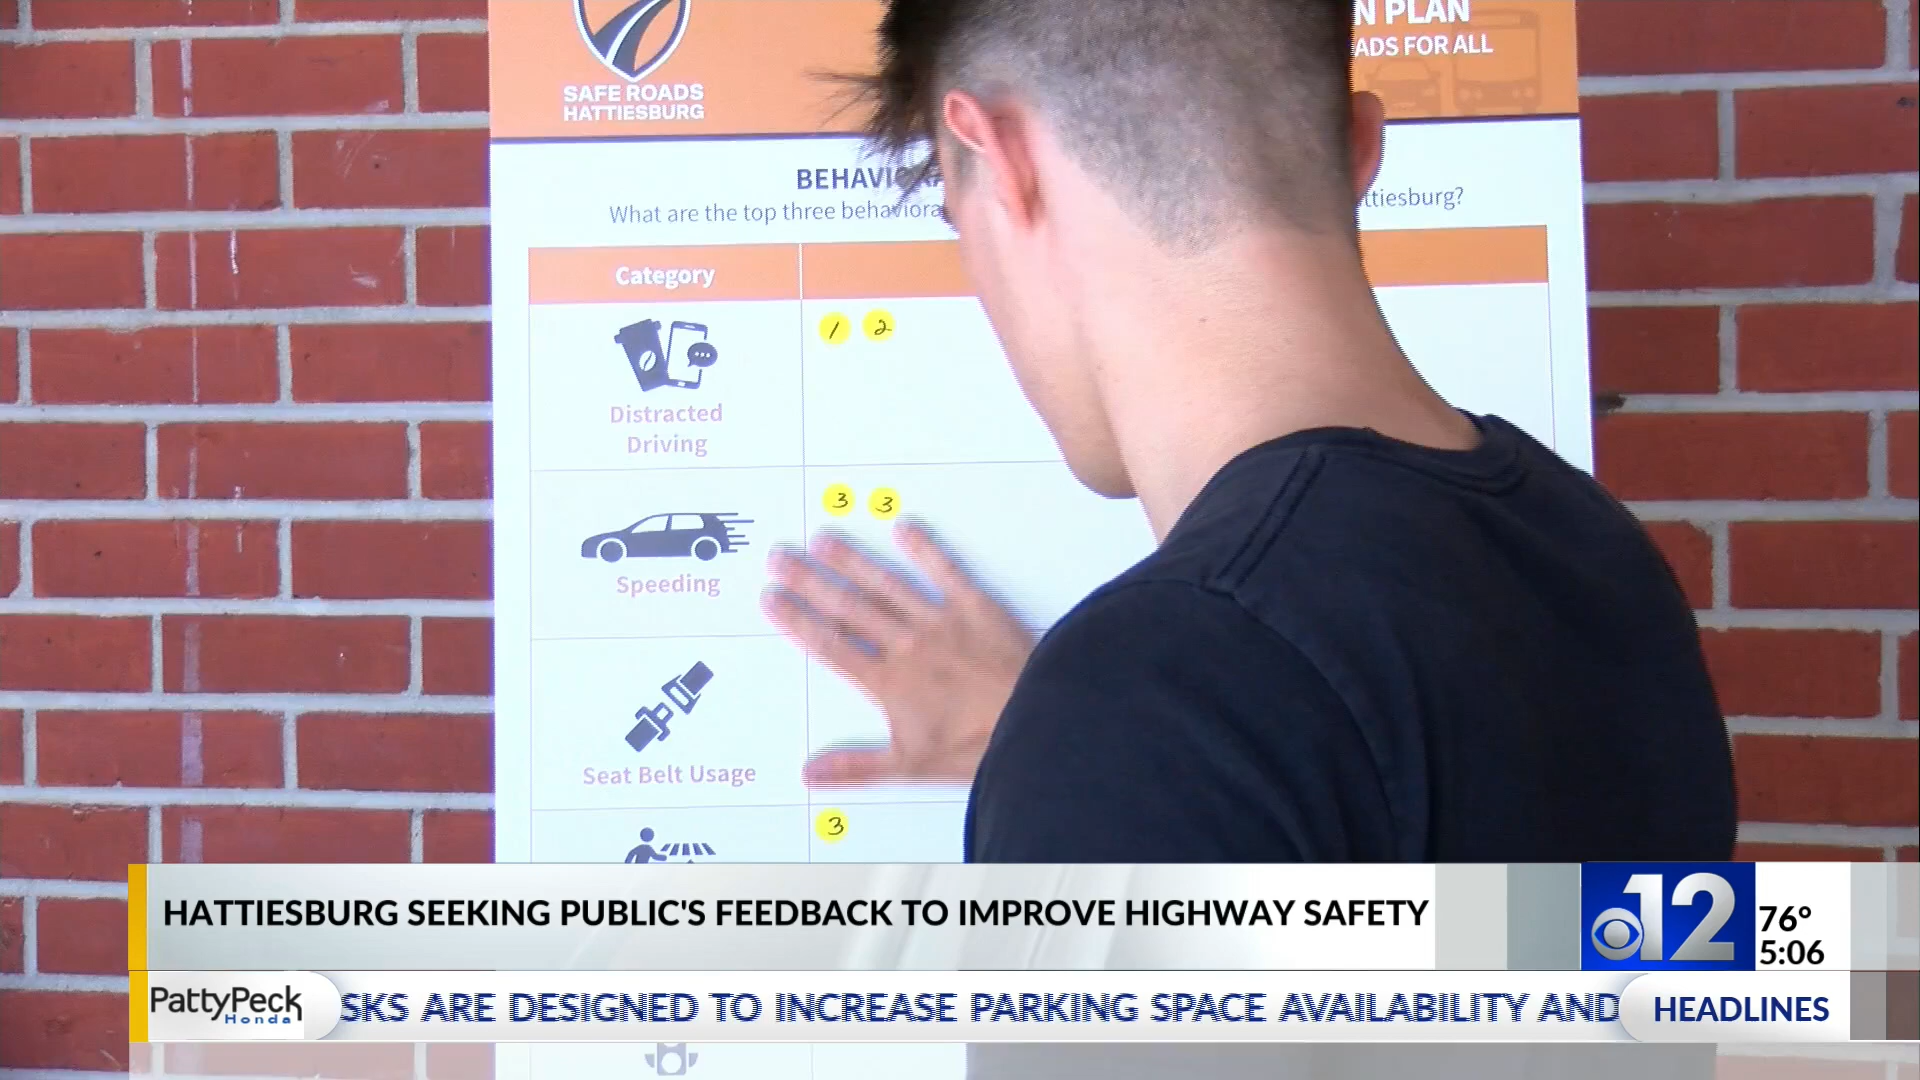 N PLAN
ADS FOR ALL
SAFE ROADS
HATTIESBURG
What are the top three
ttiesburg?
Category
1 2
Distracted
Driving
3 3
Speeding
Seat Belt Usage
3
HATTIESBURG SEEKING PUBLIC'S FEEDBACK TO IMPROVE HIGHWAY SAFETY
12
76°
5:06
PattyPeck
Honda
SKS ARE DESIGNED TO INCREASE PARKING SPACE AVAILABILITY AND
HEADLINES